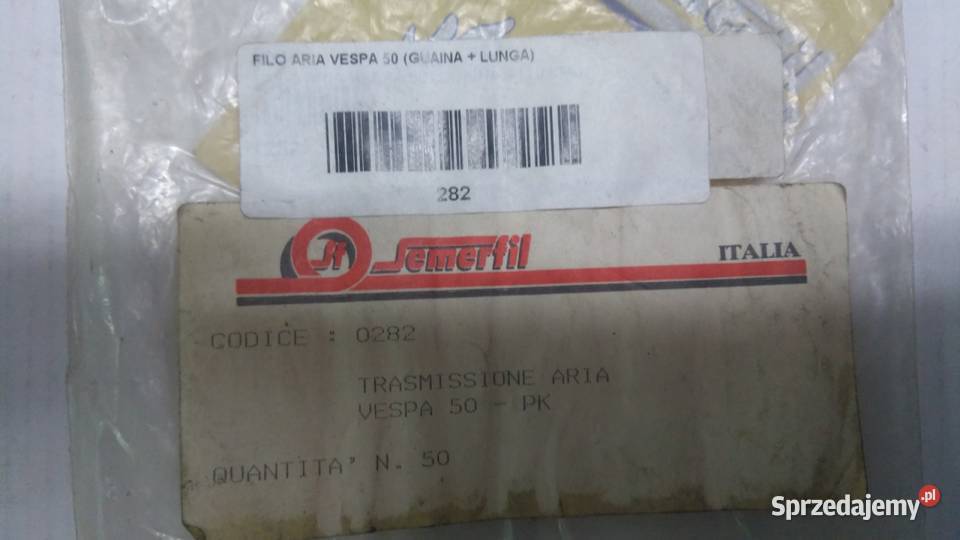 FILO ARIA VESPA 50 (GUAINA + LUNGA)
282
Sf Semerfil ITALIA
CODICE : 0282
TRASMISSIONE ARIA
VESPA 50 - PK
QUANTITA' N. 50
Sprzedajemy.pl